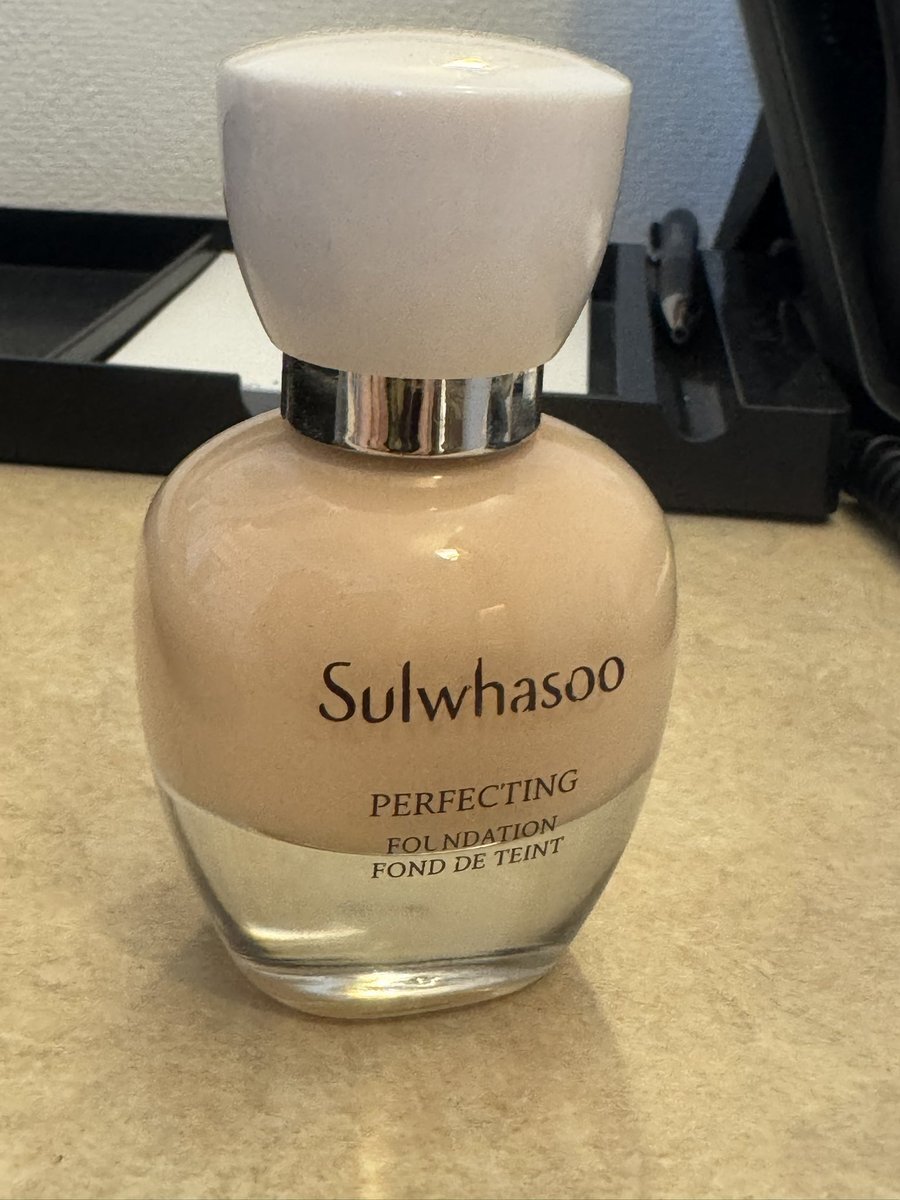 Sulwhasoo
PERFECTING
FOUNDATION
FOND DE TEINT